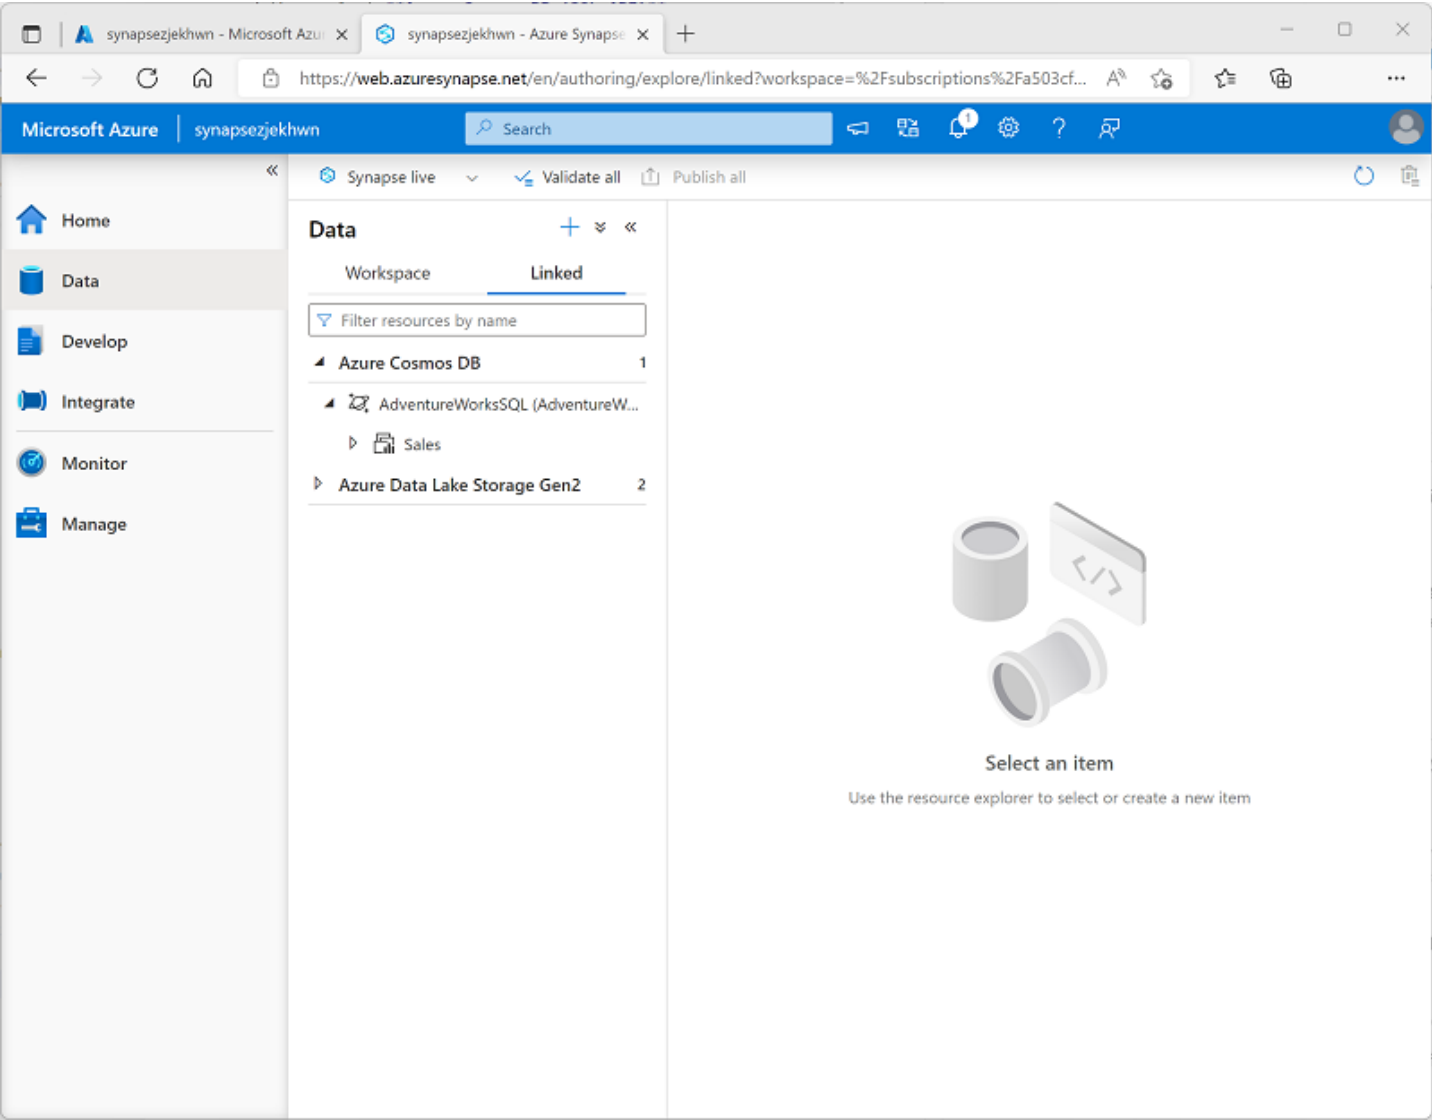 synapsezjekhwn - Microsoft Azu
synapsezjekhwn - Azure Synapse
https://web.azuresynapse.net/en/authoring/explore/linked?workspace=%2Fsubscriptions%2Fa503cf...
Microsoft Azure
synapsezjekhwn
Search
1
Synapse live
Validate all
Publish all
Home
Data
Develop
Integrate
Monitor
Manage
Data
Workspace
Linked
Filter resources by name
Azure Cosmos DB 1
AdventureWorksSQL (AdventureW...
Sales
Azure Data Lake Storage Gen2 2
Select an item
Use the resource explorer to select or create a new item